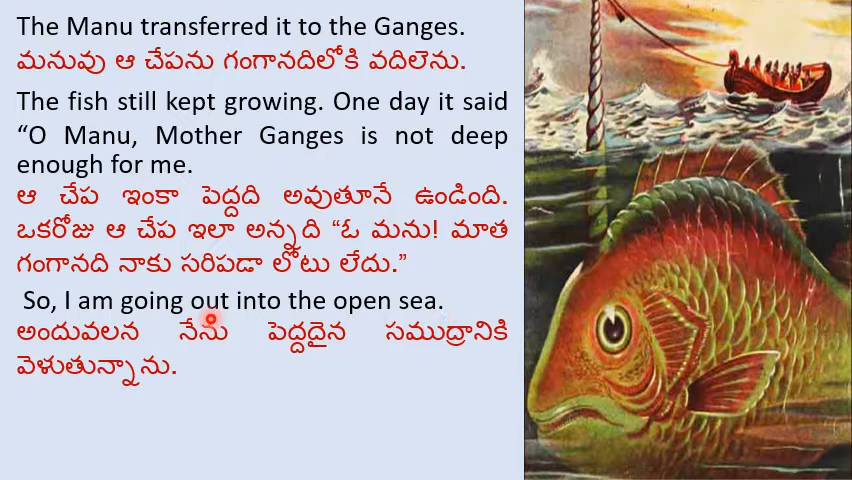 The Manu transferred it to the Ganges.
మనువు ఆ చేపను గంగానదిలోకి వదిలెను.
The fish still kept growing. One day it said
“O Manu, Mother Ganges is not deep
enough for me.
ఆ చేప ఇంకా పెద్దది అవుతూనే ఉండింది.
ఒకరోజు ఆ చేప ఇలా అన్నది “ఓ మను! మాత
గంగానది నాకు సరిపడా లోటు లేదు.”
So, I am going out into the open sea.
అందువలన నేను పెద్దదైన సముద్రానికి
వెళుతున్నాను.